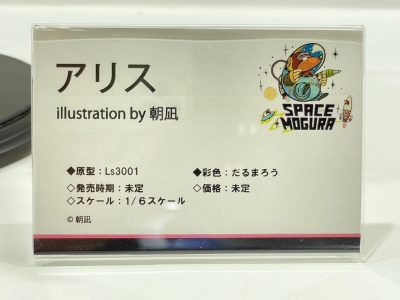 アリス
illustration by 朝凪
SPACE
MOGURA
◆原型：Ls3001
◆彩色：だるまろう
◇発売時期：未定
◇価格：未定
◇スケール：1/6スケール
© 朝凪